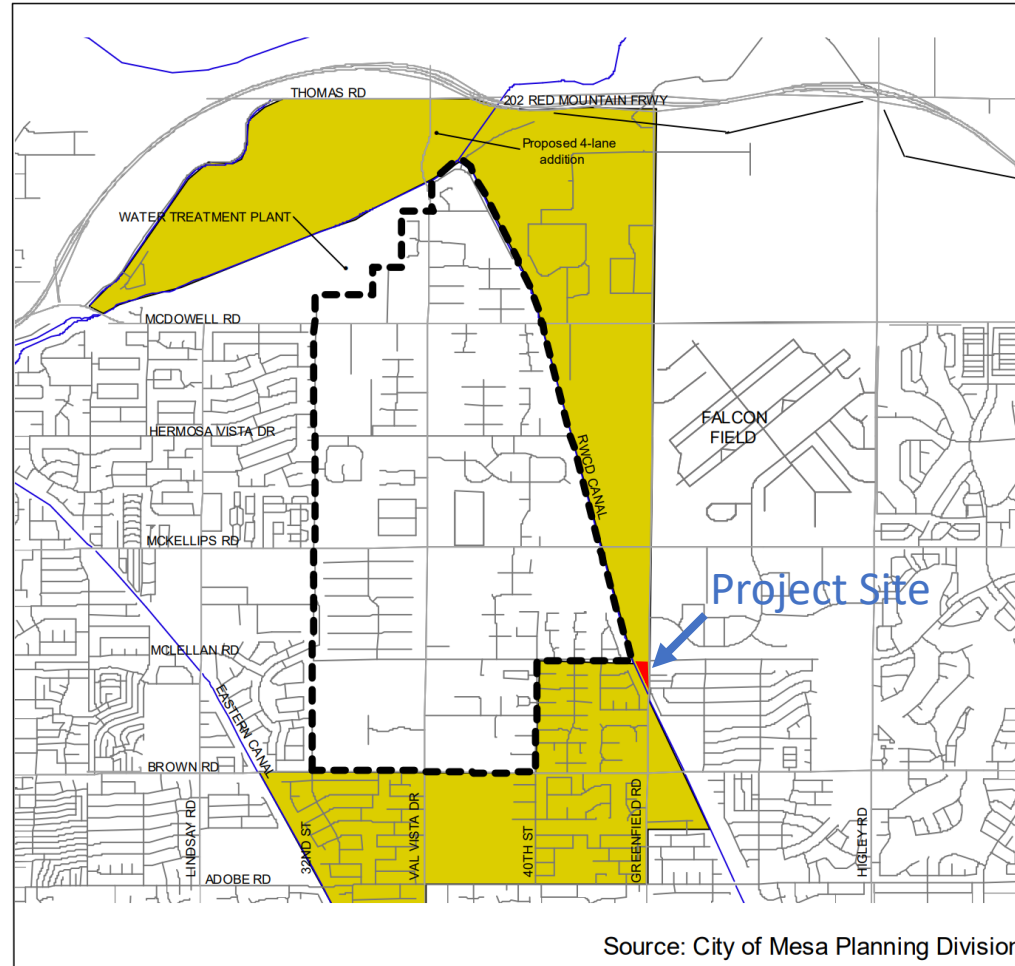 THOMAS RD
202 RED MOUNTAIN FRWY
Proposed 4-lane
addition
WATER TREATMENT PLANT
MCDOWELL RD
FALCON
FIELD
HERMOSA VISTA DR
RWCD CANAL
MCKELLIPS RD
Project Site
MCLELLAN RD
EASTERN CANAL
BROWN RD
LINDSAY RD
32ND ST
VAL VISTA DR
40TH ST
GREENFIELD RD
HIGLEY RD
ADOBE RD
Source: City of Mesa Planning Division